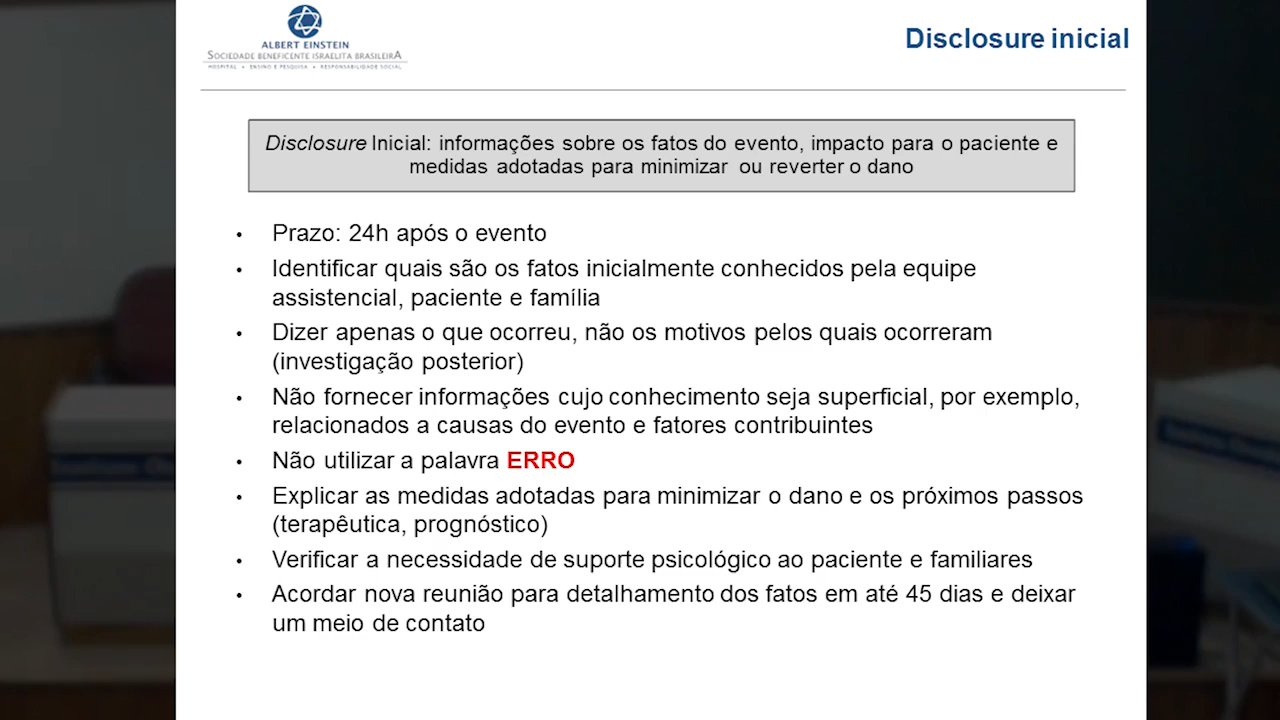 ALBERT EINSTEIN
SOCIEDADE BENEFICENTE ISRAELITA BRASILEIRA
HOSPITAL • ENSINO E PESQUISA • RESPONSABILIDADE SOCIAL
Disclosure inicial
Disclosure Inicial: informações sobre os fatos do evento, impacto para o paciente e
medidas adotadas para minimizar ou reverter o dano
• Prazo: 24h após o evento
• Identificar quais são os fatos inicialmente conhecidos pela equipe
assistencial, paciente e família
• Dizer apenas o que ocorreu, não os motivos pelos quais ocorreram
(investigação posterior)
• Não fornecer informações cujo conhecimento seja superficial, por exemplo,
relacionados a causas do evento e fatores contribuintes
• Não utilizar a palavra ERRO
• Explicar as medidas adotadas para minimizar o dano e os próximos passos
(terapêutica, prognóstico)
• Verificar a necessidade de suporte psicológico ao paciente e familiares
• Acordar nova reunião para detalhamento dos fatos em até 45 dias e deixar
um meio de contato